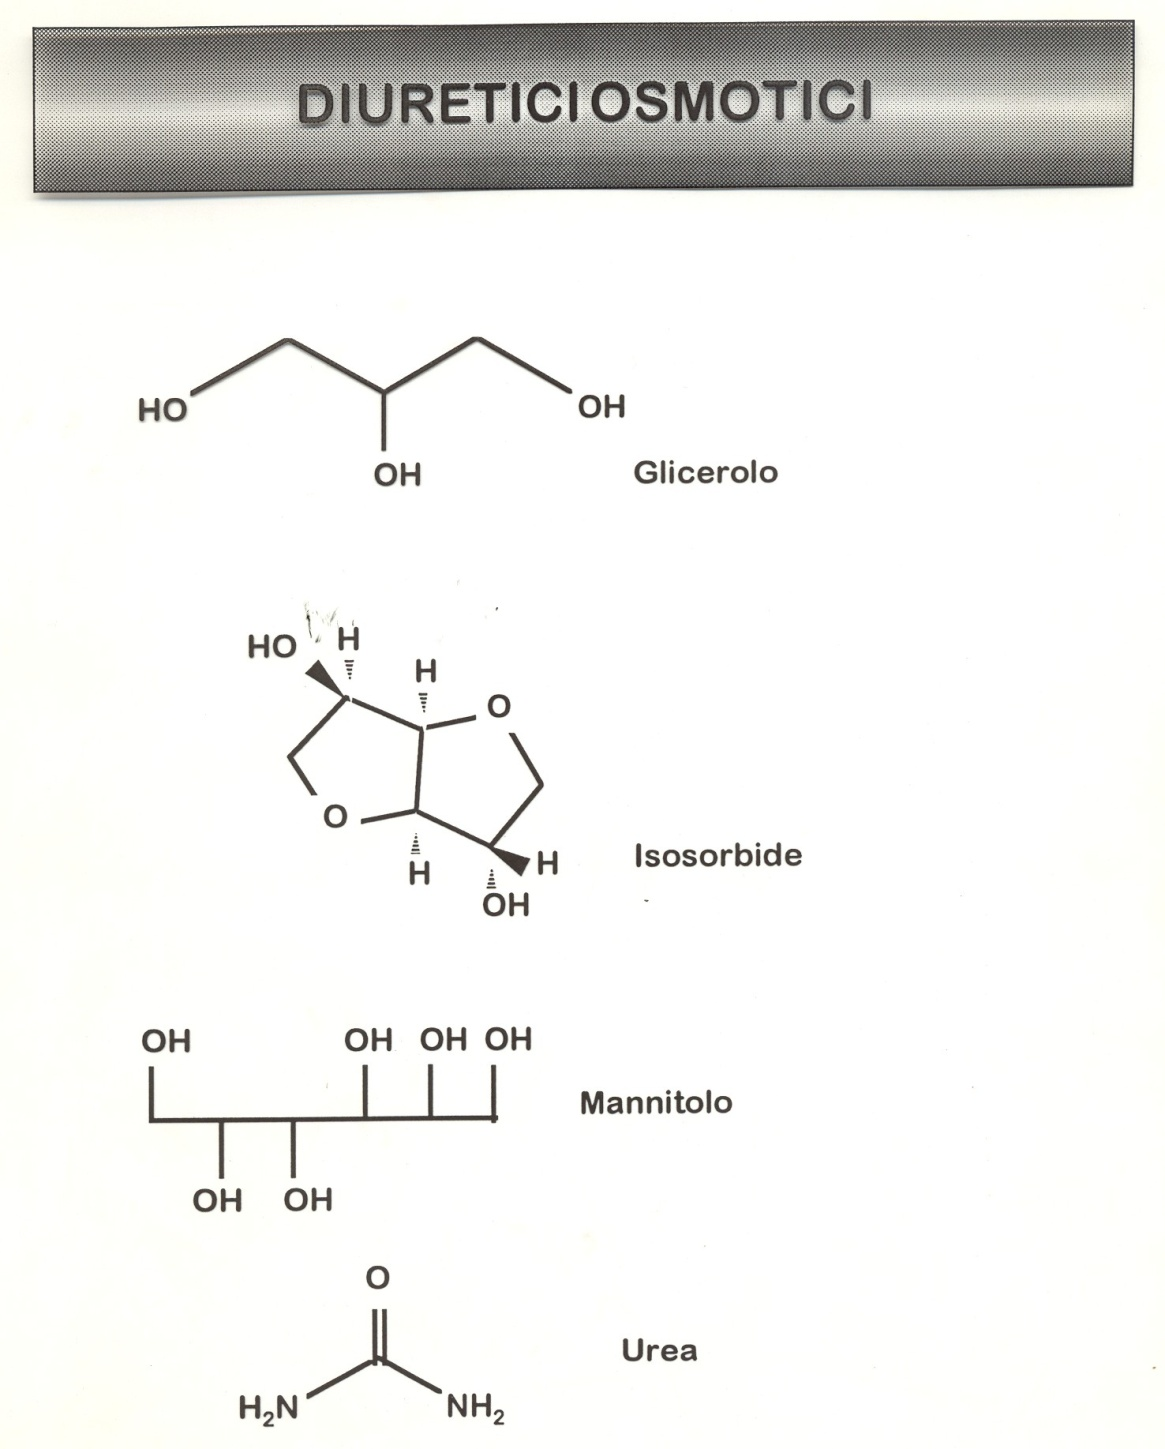 DIURETICI OSMOTICI
HO
OH
OH
Glicerolo
HO
H
H
O
O
H
H
OH
Isosorbide
OH
OH
OH
OH
Mannitolo
OH
OH
O
Urea
H₂N
NH₂